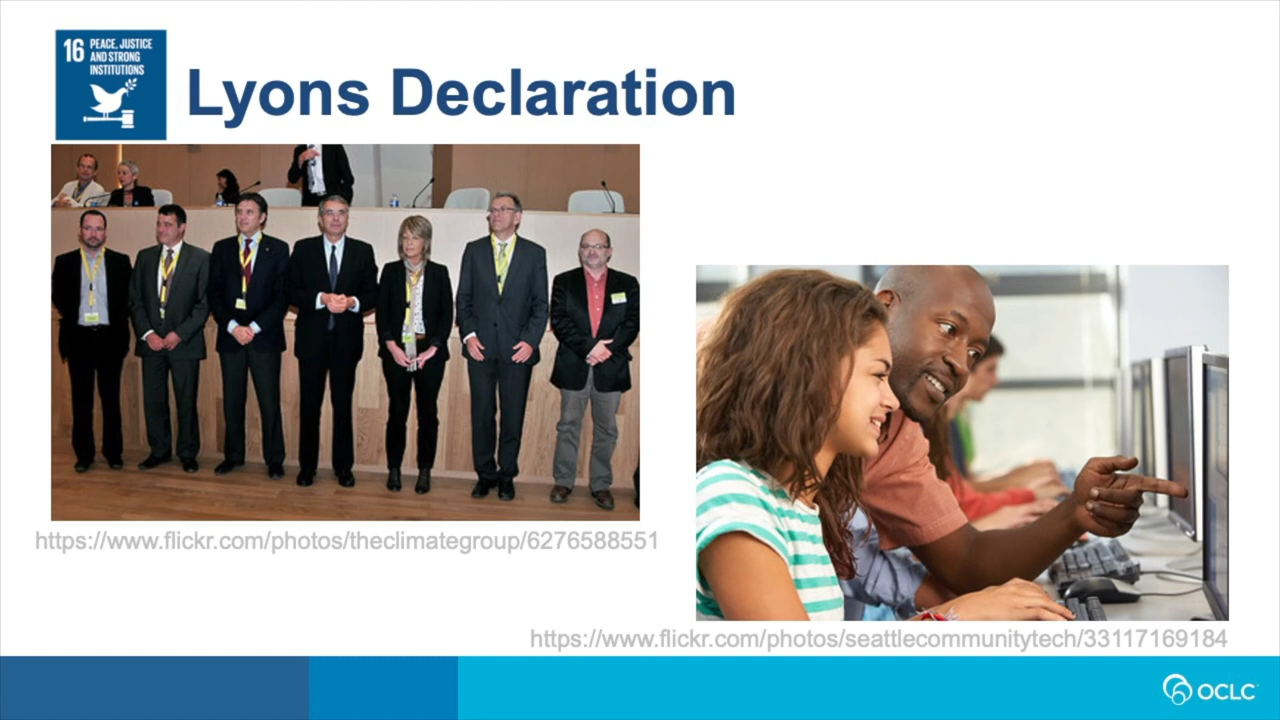 16 PEACE, JUSTICE
AND STRONG
INSTITUTIONS
Lyons Declaration
https://www.flickr.com/photos/theclimategroup/6276588551
https://www.flickr.com/photos/seattlecommunitytech/33117169184
OCLC